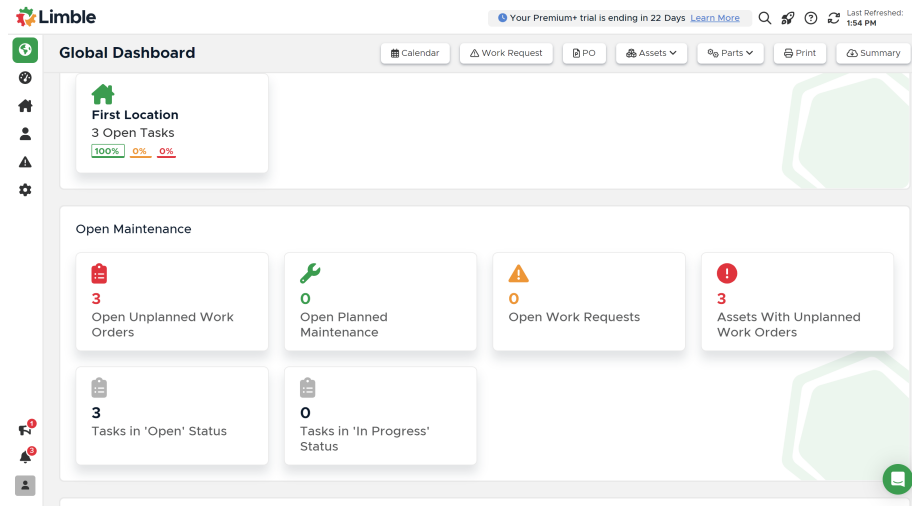 Limble
Your Premium+ trial is ending in 22 Days Learn More
Last Refreshed:
1:54 PM
Global Dashboard
Calendar
Work Request
PO
Assets
Parts
Print
Summary
First Location
3 Open Tasks
100% 0% 0%
Open Maintenance
3
Open Unplanned Work
Orders
0
Open Planned
Maintenance
0
Open Work Requests
3
Assets With Unplanned
Work Orders
3
Tasks in 'Open' Status
0
Tasks in 'In Progress'
Status
1
3